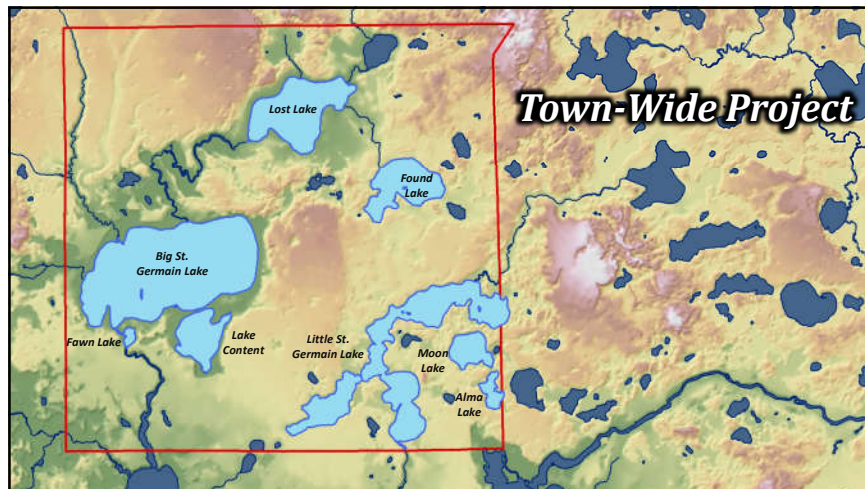 Town-Wide Project
Lost Lake
Found
Lake
Big St.
Germain Lake
Fawn Lake
Lake
Content
Little St.
Germain Lake
Moon
Lake
Alma
Lake